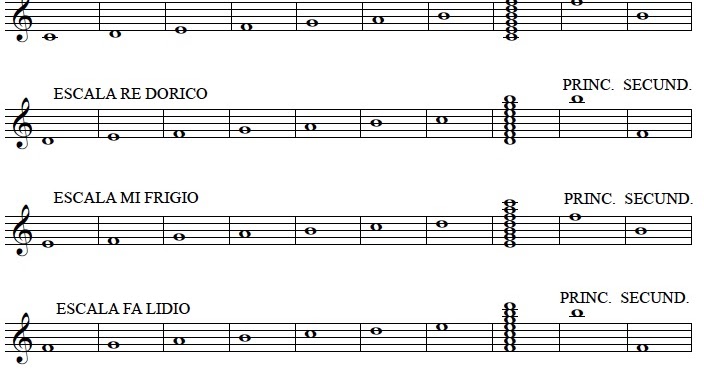 ESCALA RE DORICO
PRINC. SECUND.
ESCALA MI FRIGIO
PRINC. SECUND.
ESCALA FA LIDIO
PRINC. SECUND.